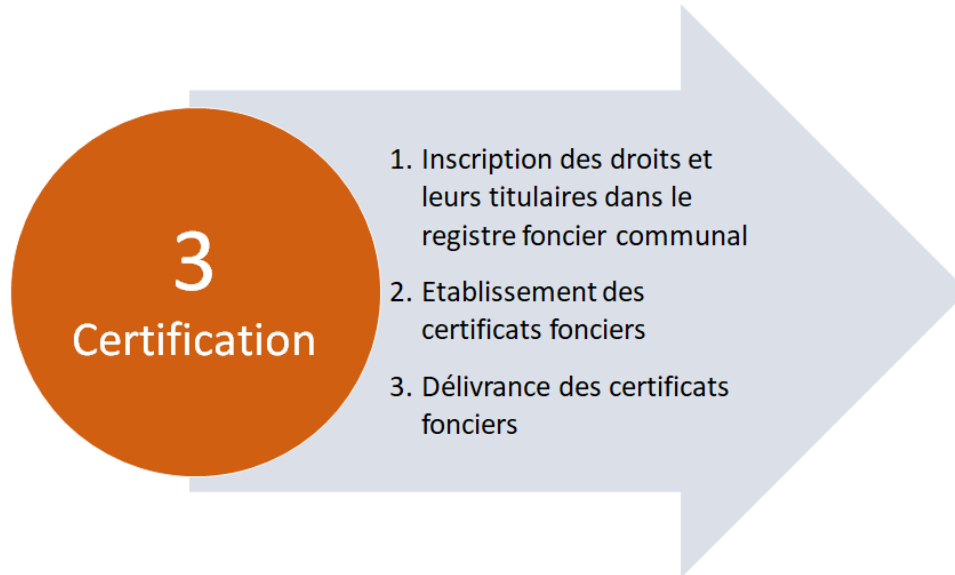 3
Certification
1. Inscription des droits et
leurs titulaires dans le
registre foncier communal
2. Etablissement des
certificats fonciers
3. Délivrance des certificats
fonciers